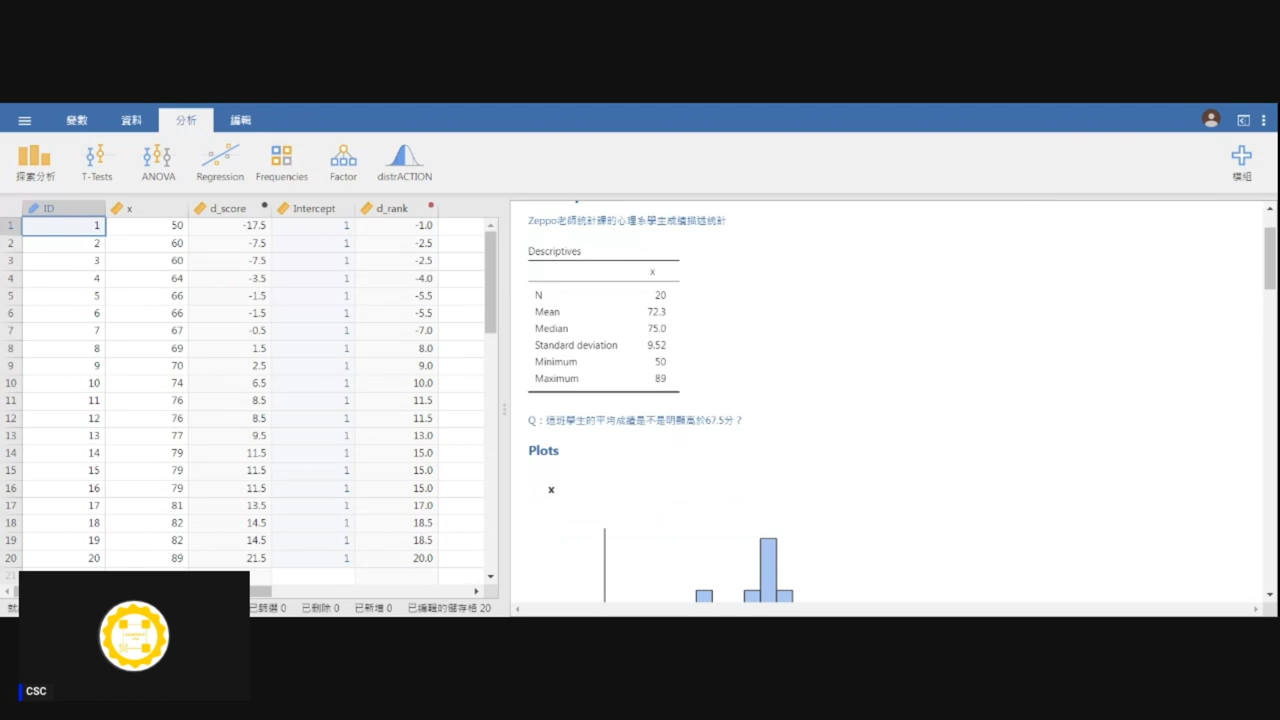 變數 資料 分析 編輯
探索分析 T-Tests ANOVA Regression Frequencies Factor distrACTION 模組
ID x d_score Intercept d_rank
1 1 50 -17.5 1 -1.0
2 2 60 -7.5 1 -2.5
3 3 60 -7.5 1 -2.5
4 4 64 -3.5 1 -4.0
5 5 66 -1.5 1 -5.5
6 6 66 -1.5 1 -5.5
7 7 67 -0.5 1 -7.0
8 8 69 1.5 1 8.0
9 9 70 2.5 1 9.0
10 10 74 6.5 1 10.0
11 11 76 8.5 1 11.5
12 12 76 8.5 1 11.5
13 13 77 9.5 1 13.0
14 14 79 11.5 1 15.0
15 15 79 11.5 1 15.0
16 16 79 11.5 1 15.0
17 17 81 13.5 1 17.0
18 18 82 14.5 1 18.5
19 19 82 14.5 1 18.5
20 20 89 21.5 1 20.0
21
已篩選 0 已刪除 0 已新增 0 已編輯的儲存格 20
Zeppo老師統計課的心理系學生成績描述統計
Descriptives
x
N 20
Mean 72.3
Median 75.0
Standard deviation 9.52
Minimum 50
Maximum 89
Q：這班學生的平均成績是不是明顯高於67.5分？
Plots
x
CSC